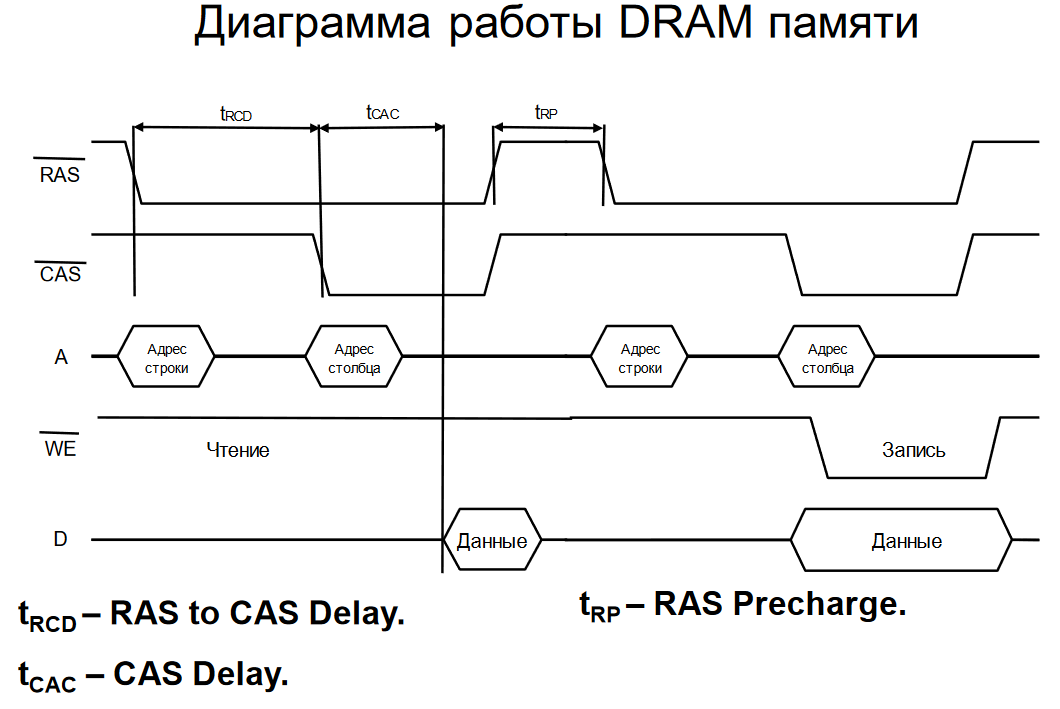 Диаграмма работы DRAM памяти
tRCD tCAC tRP
RAS
CAS
A
Адрес строки
Адрес столбца
Адрес строки
Адрес столбца
WE
Чтение
Запись
D
Данные
Данные
tRCD – RAS to CAS Delay.
tRP – RAS Precharge.
tCAC – CAS Delay.